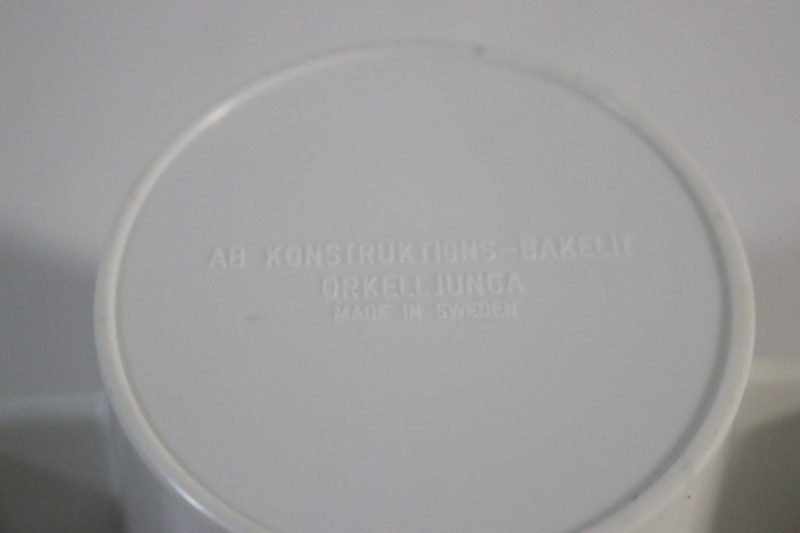 AB KONSTRUKTIONS-BAKELIT
ÖRKELLJUNGA
MADE IN SWEDEN